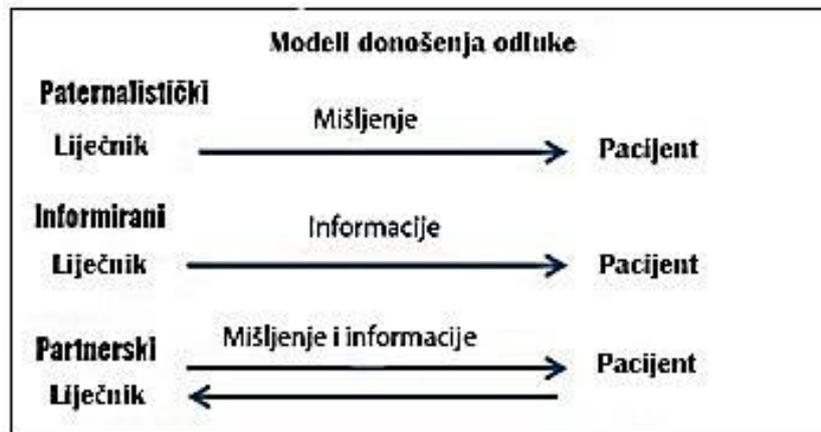 Modeli donošenja odluke
Paternalistički
Mišljenje
Liječnik Pacijent
Informirani
Informacije
Liječnik Pacijent
Partnerski
Mišljenje i informacije
Pacijent
Liječnik